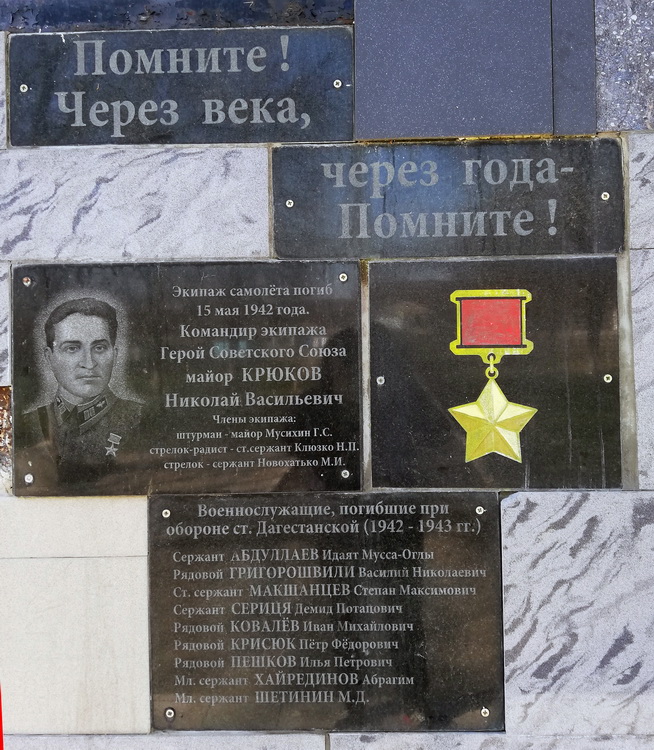 Помните!
Через века,
через года-
Помните!
Экипаж самолёта погиб
15 мая 1942 года.
Командир экипажа
Герой Советского Союза
майор КРЮКОВ
Николай Васильевич
Члены экипажа:
штурман - майор Мусихин Г.С.
стрелок-радист - ст.сержант Клюзко Н.П.
стрелок - сержант Новохатько М.И.
Военнослужащие, погибшие при
обороне ст. Дагестанской (1942 - 1943 гг.)
Сержант АБДУЛЛАЕВ Идаят Мусса-Оглы
Рядовой ГРИГОРОШВИЛИ Василий Николаевич
Ст. сержант МАКШАНЦЕВ Степан Максимович
Сержант СЕРИЦЯ Демид Потапович
Рядовой КОВАЛЁВ Иван Михайлович
Рядовой КРИСЮК Пётр Фёдорович
Рядовой ПЕШКОВ Илья Петрович
Мл. сержант ХАЙРЕДИНОВ Абрагим
Мл. сержант ШЕТИНИН М.Д.